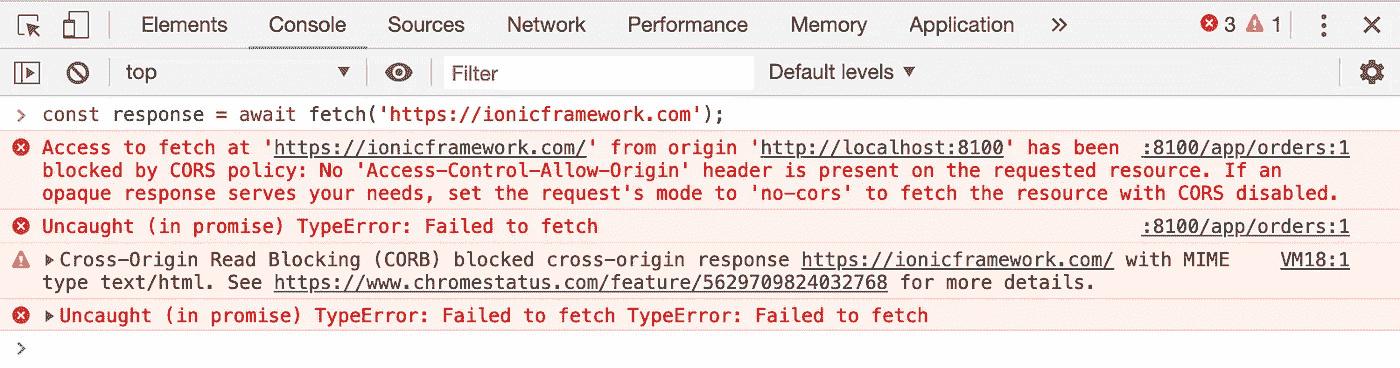 Elements Console Sources Network Performance Memory Application » 3 1
top Filter Default levels
> const response = await fetch('https://ionicframework.com');
Access to fetch at 'https://ionicframework.com/' from origin 'http://localhost:8100' has been :8100/app/orders:1
blocked by CORS policy: No 'Access-Control-Allow-Origin' header is present on the requested resource. If an
opaque response serves your needs, set the request's mode to 'no-cors' to fetch the resource with CORS disabled.
Uncaught (in promise) TypeError: Failed to fetch :8100/app/orders:1
Cross-Origin Read Blocking (CORB) blocked cross-origin response https://ionicframework.com/ with MIME VM18:1
type text/html. See https://www.chromestatus.com/feature/5629709824032768 for more details.
Uncaught (in promise) TypeError: Failed to fetch TypeError: Failed to fetch
>